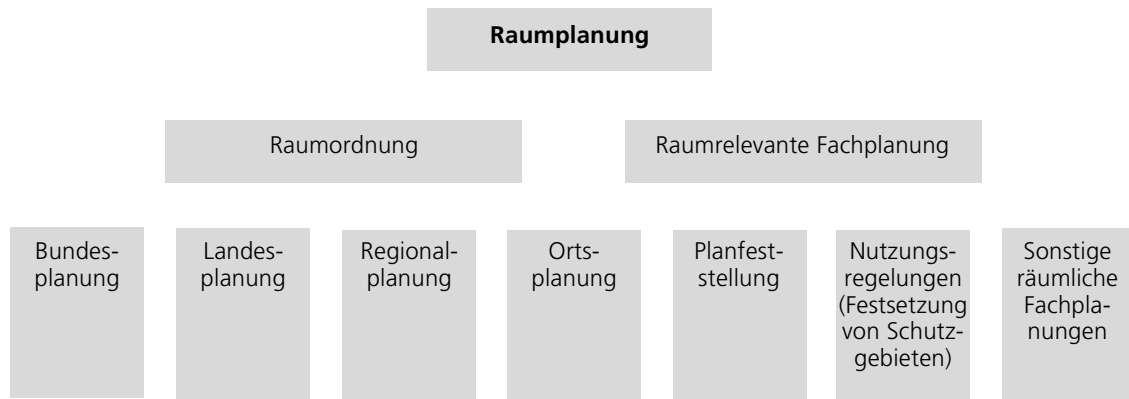 Raumplanung
Raumordnung
Raumrelevante Fachplanung
Bundes-
planung
Landes-
planung
Regional-
planung
Orts-
planung
Planfest-
stellung
Nutzungs-
regelungen
(Festsetzung
von Schutz-
gebieten)
Sonstige
räumliche
Fachpla-
nungen